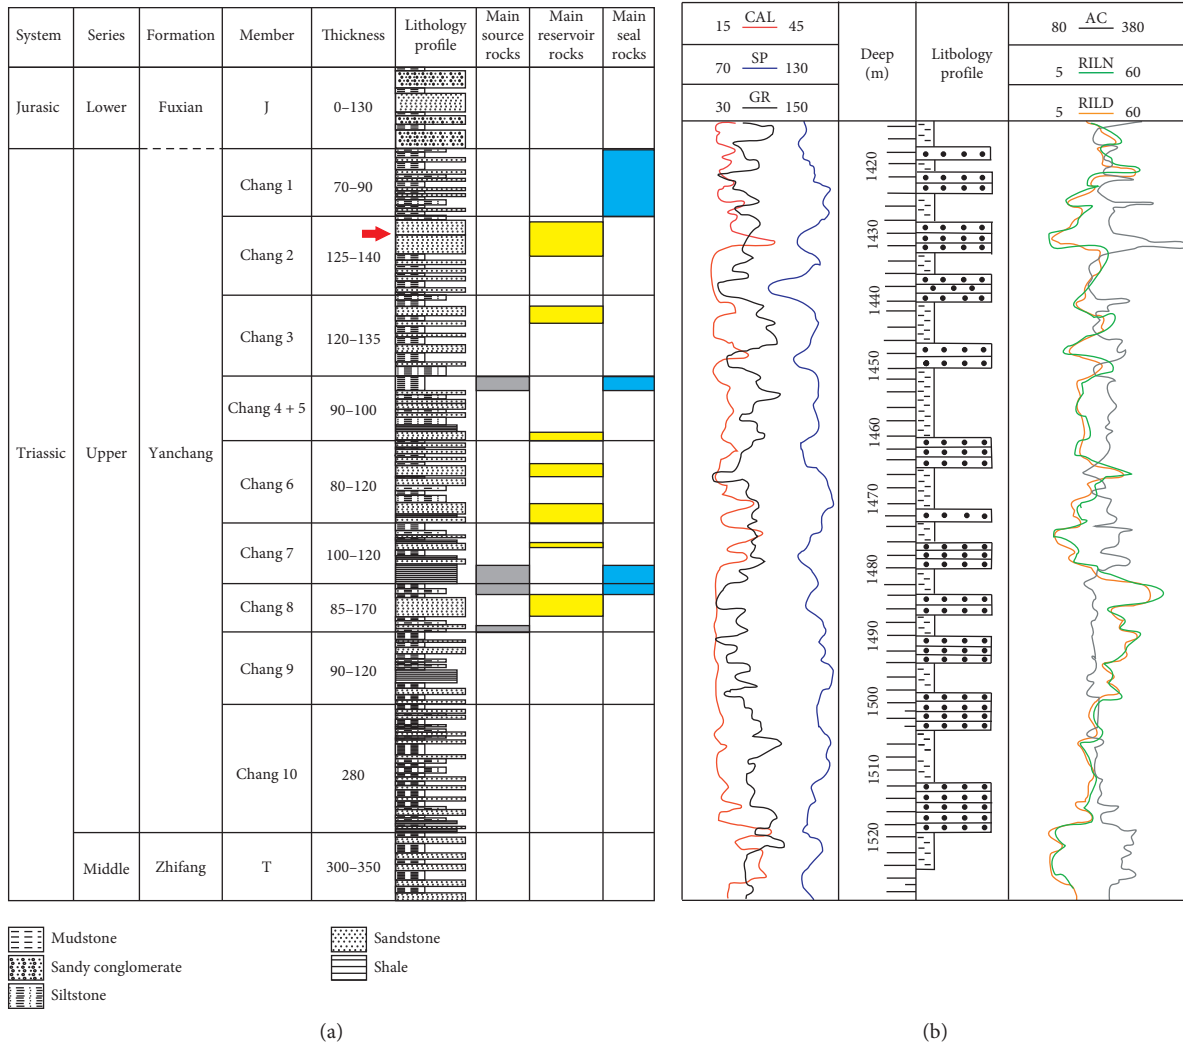 System Series Formation Member Thickness Lithology profile Main source rocks Main reservoir rocks Main seal rocks
Jurasic Lower Fuxian J 0–130
Triassic Upper Yanchang
Chang 1 70–90
Chang 2 125–140
Chang 3 120–135
Chang 4 + 5 90–100
Chang 6 80–120
Chang 7 100–120
Chang 8 85–170
Chang 9 90–120
Chang 10 280
Middle Zhifang T 300–350
Mudstone
Sandy conglomerate
Siltstone
Sandstone
Shale
(a)
15 CAL 45
70 SP 130
30 GR 150
Deep (m)
Litbology profile
80 AC 380
5 RILN 60
5 RILD 60
1420
1430
1440
1450
1460
1470
1480
1490
1500
1510
1520
(b)